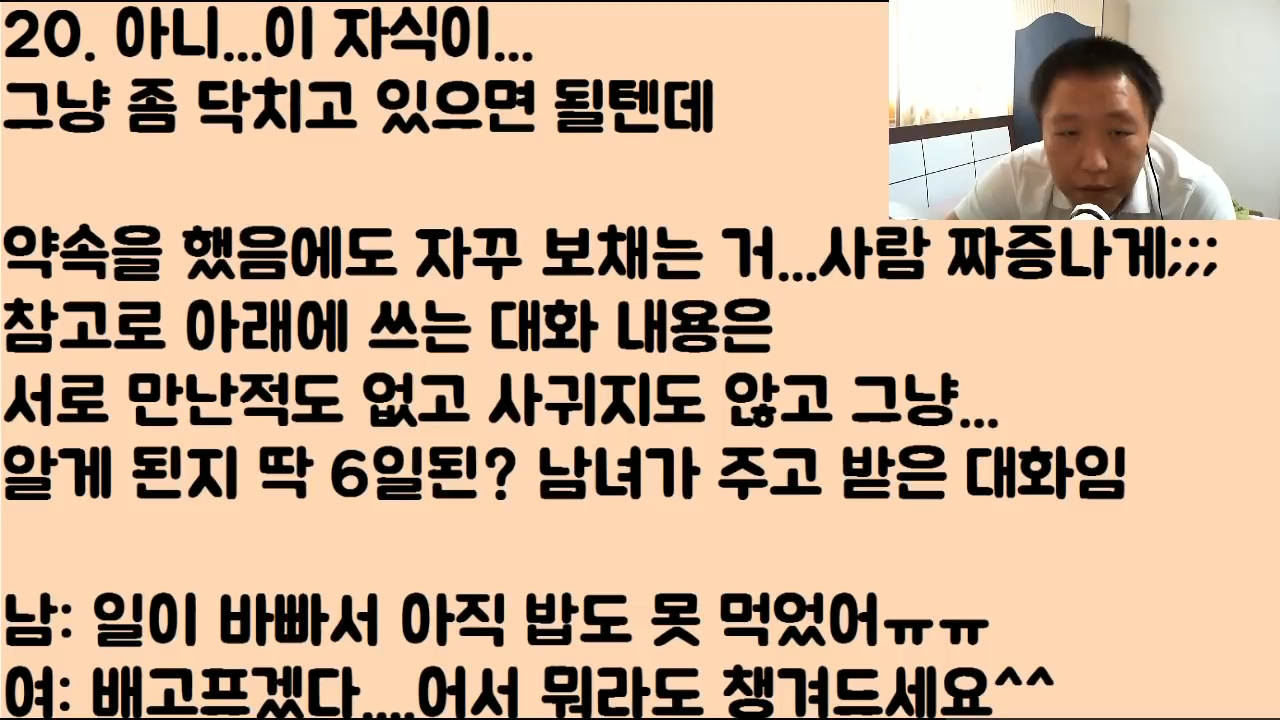 20. 아니...이 자식이...
그냥 좀 닥치고 있으면 될텐데
약속을 했음에도 자꾸 보채는 거...사람 짜증나게;;;
참고로 아래에 쓰는 대화 내용은
서로 만난적도 없고 사귀지도 않고 그냥...
알게 된지 딱 6일된? 남녀가 주고 받은 대화임
남: 일이 바빠서 아직 밥도 못 먹었어ㅠㅠ
여: 배고프겠다....어서 뭐라도 챙겨드세요^^